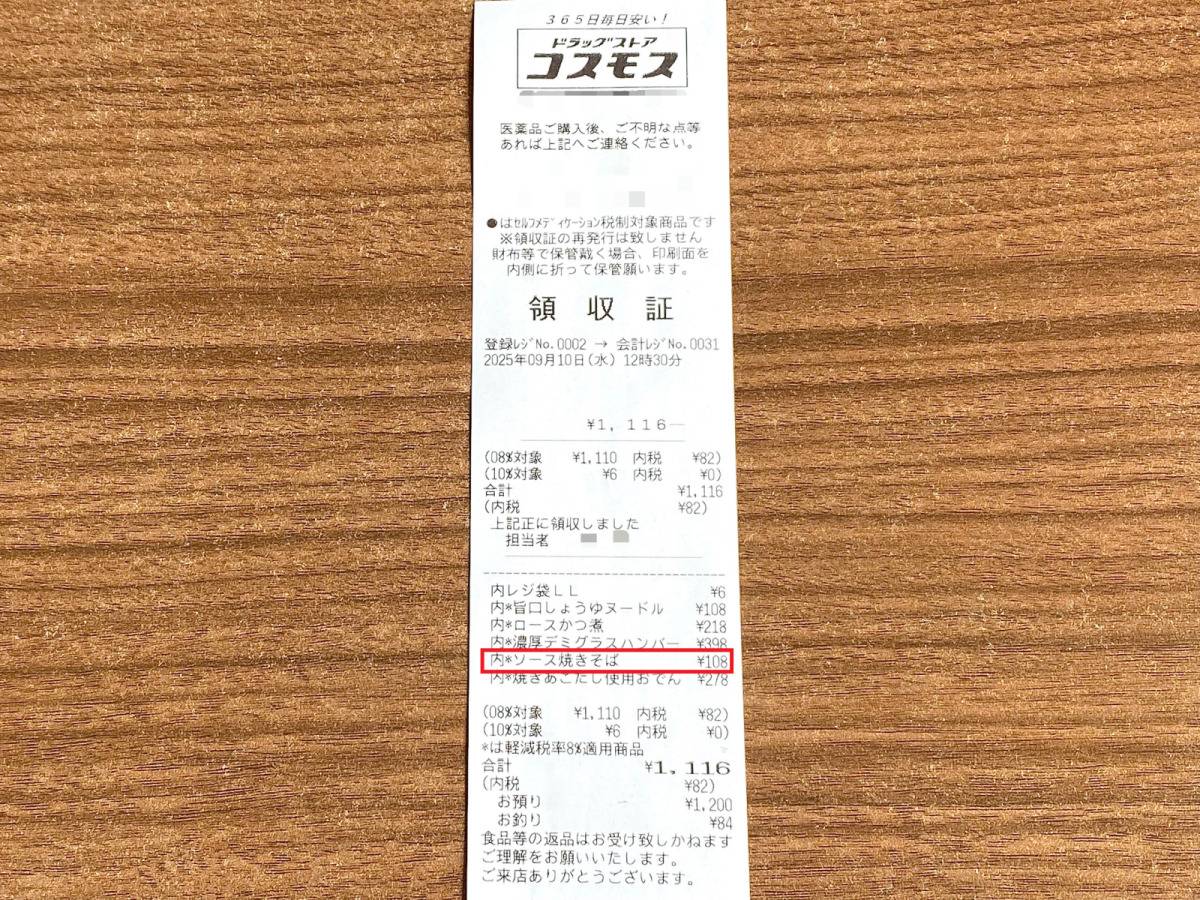 365日毎日安い!
ドラッグストア
コスモス
医薬品ご購入後、ご不明な点等
あれば上記へご連絡ください。
●はセルフメディケーション税制対象商品です
※領収証の再発行は致しません
財布等で保管戴く場合、印刷面を
内側に折って保管願います。
領 収 証
登録レジNo.0002 → 会計レジNo.0031
2025年09月10日(水) 12時30分
¥1,116―
(08%対象 ¥1,110 内税 ¥82)
(10%対象 ¥6 内税 ¥0)
合計 ¥1,116
(内税 ¥82)
上記正に領収しました
担当者
内レジ袋LL ¥6
内*旨口しょうゆヌードル ¥108
内*ロースかつ煮 ¥218
内*濃厚デミグラスハンバー ¥398
内*ソース焼きそば ¥108
内*焼きあごだし使用おでん ¥278
(08%対象 ¥1,110 内税 ¥82)
(10%対象 ¥6 内税 ¥0)
*は軽減税率8%適用商品
合計 ¥1,116
(内税 ¥82)
お預り ¥1,200
お釣り ¥84
食品等の返品はお受け致しかねます
ご理解をお願いいたします。
ご来店ありがとうございます。